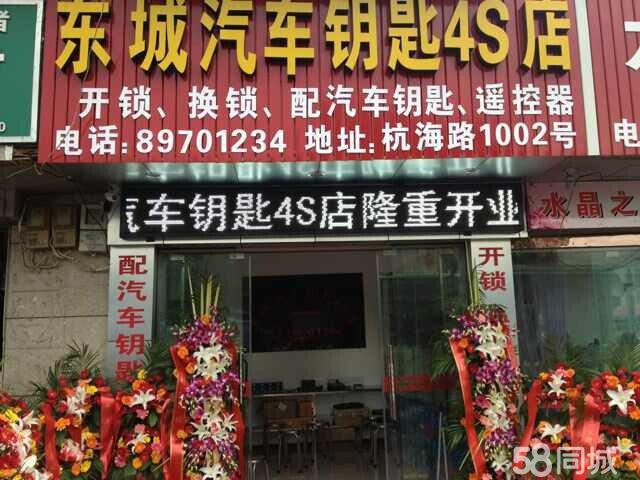 东城汽车钥匙4S店
开锁、换锁、配汽车钥匙、遥控器
电话:89701234 地址:杭海路1002号
汽车钥匙4S店隆重开业
水晶之
配汽车钥匙
开锁
58同城